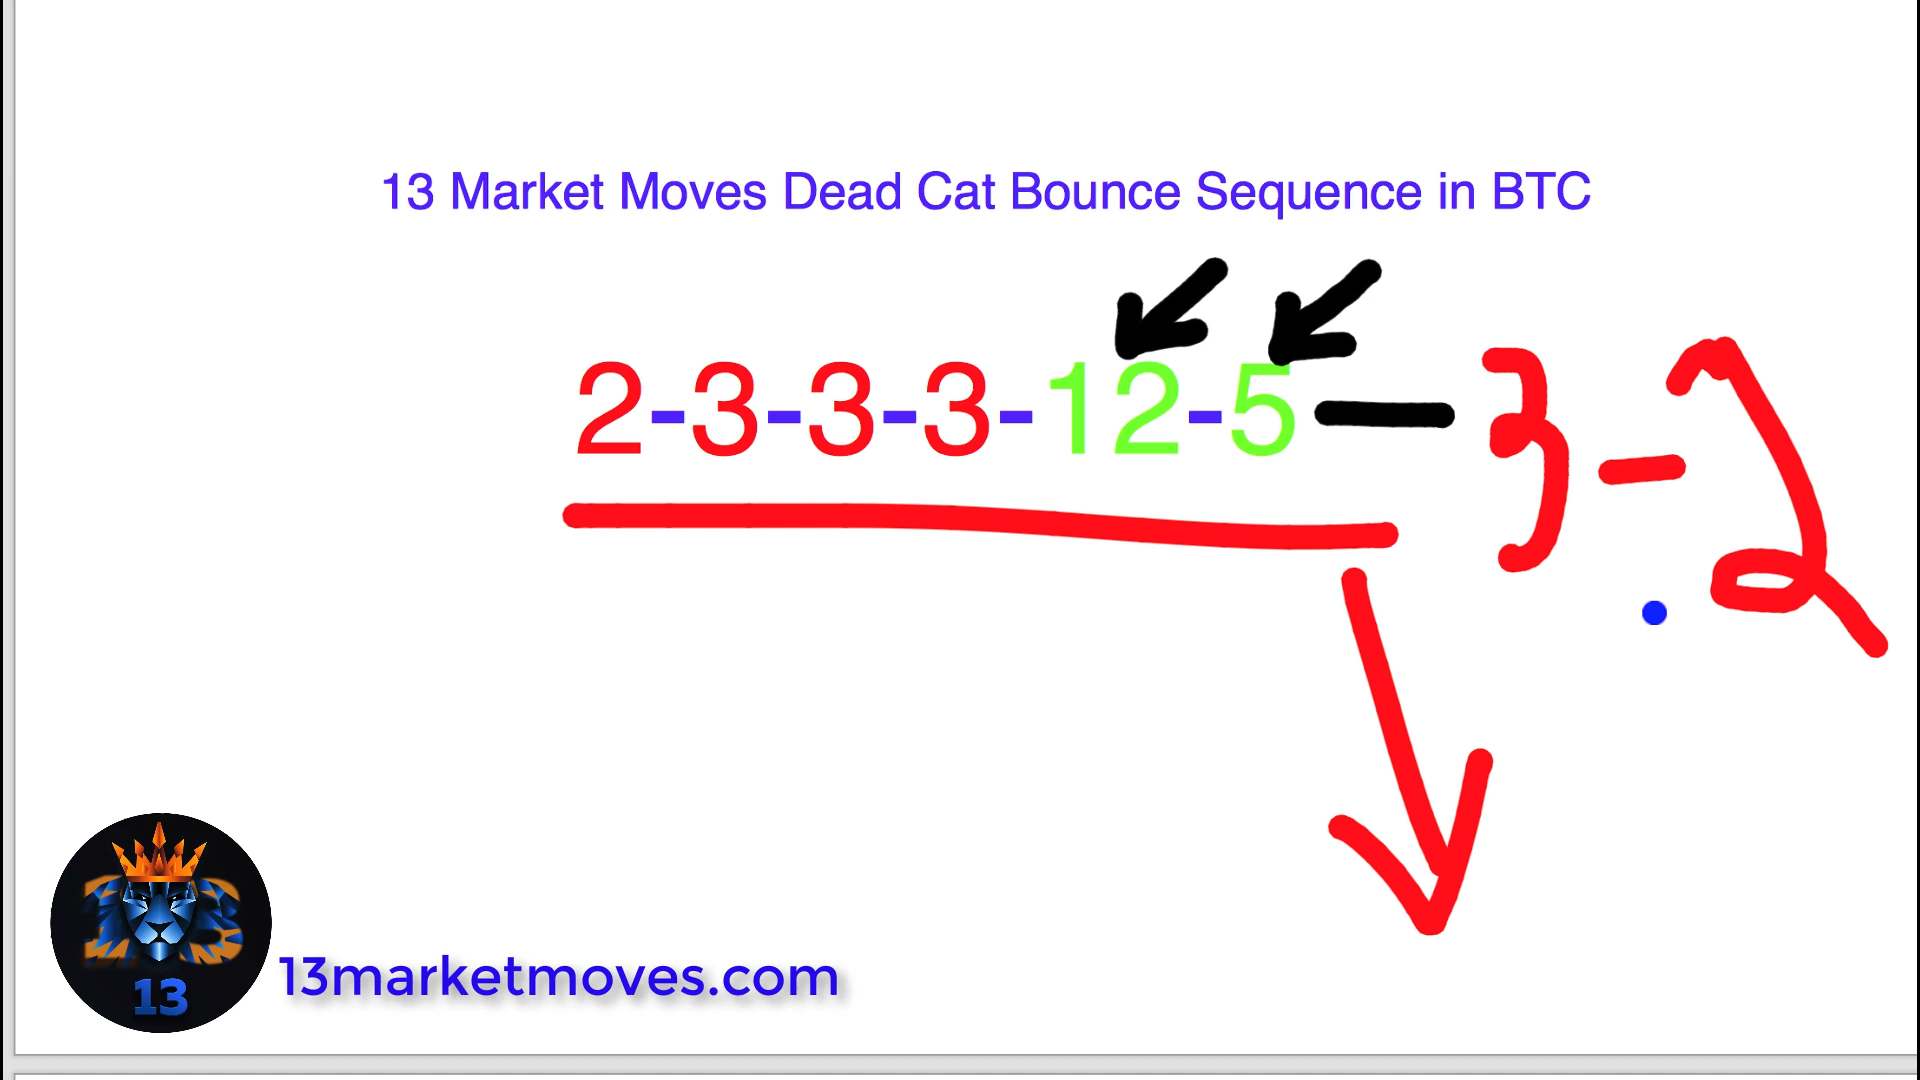 13 Market Moves Dead Cat Bounce Sequence in BTC
2-3-3-3-12-5—3-2
13
13
13marketmoves.com